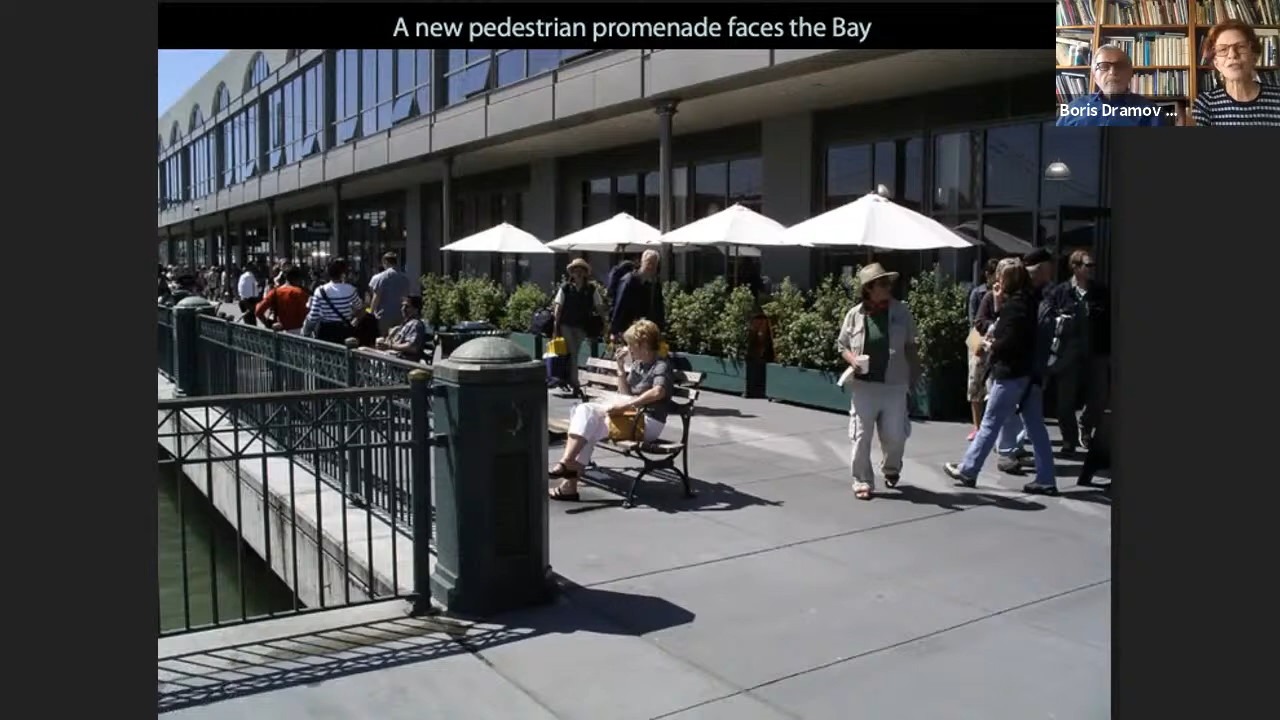 A new pedestrian promenade faces the Bay
Boris Dramov ...